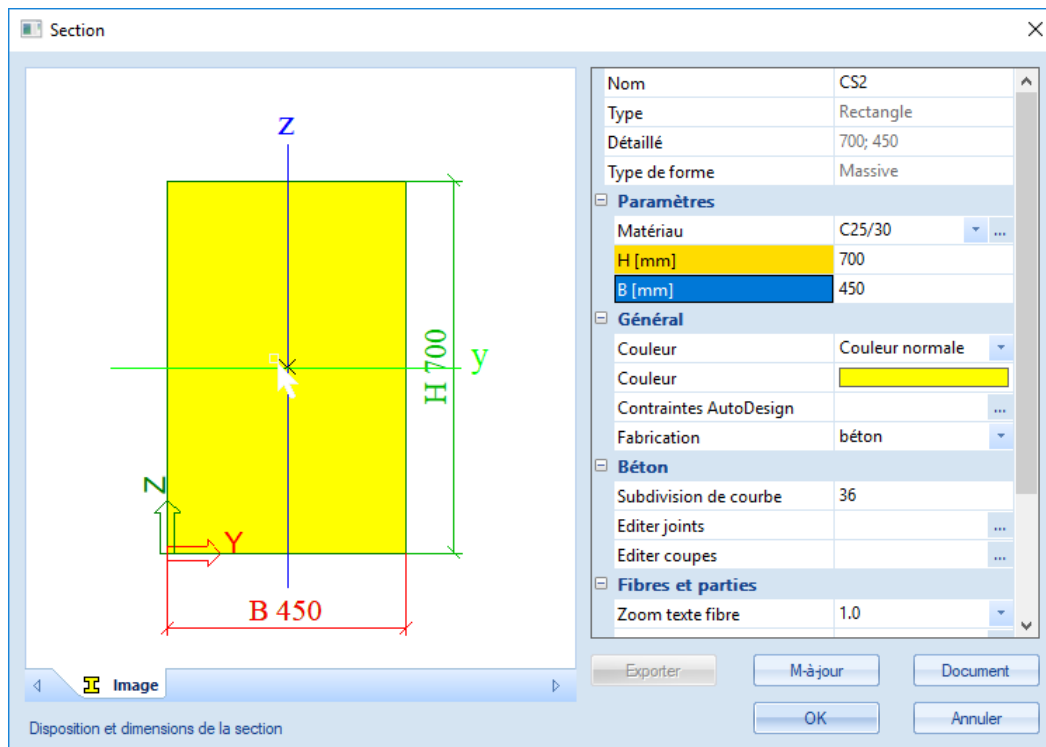 Section
z
y
H 700
Z
Y
B 450
Image
Disposition et dimensions de la section
Nom CS2
Type Rectangle
Détaillé 700; 450
Type de forme Massive
Paramètres
Matériau C25/30 ...
H [mm] 700
B [mm] 450
Général
Couleur Couleur normale
Couleur
Contraintes AutoDesign ...
Fabrication béton
Béton
Subdivision de courbe 36
Editer joints ...
Editer coupes ...
Fibres et parties
Zoom texte fibre 1.0
Exporter M-à-jour Document
OK Annuler